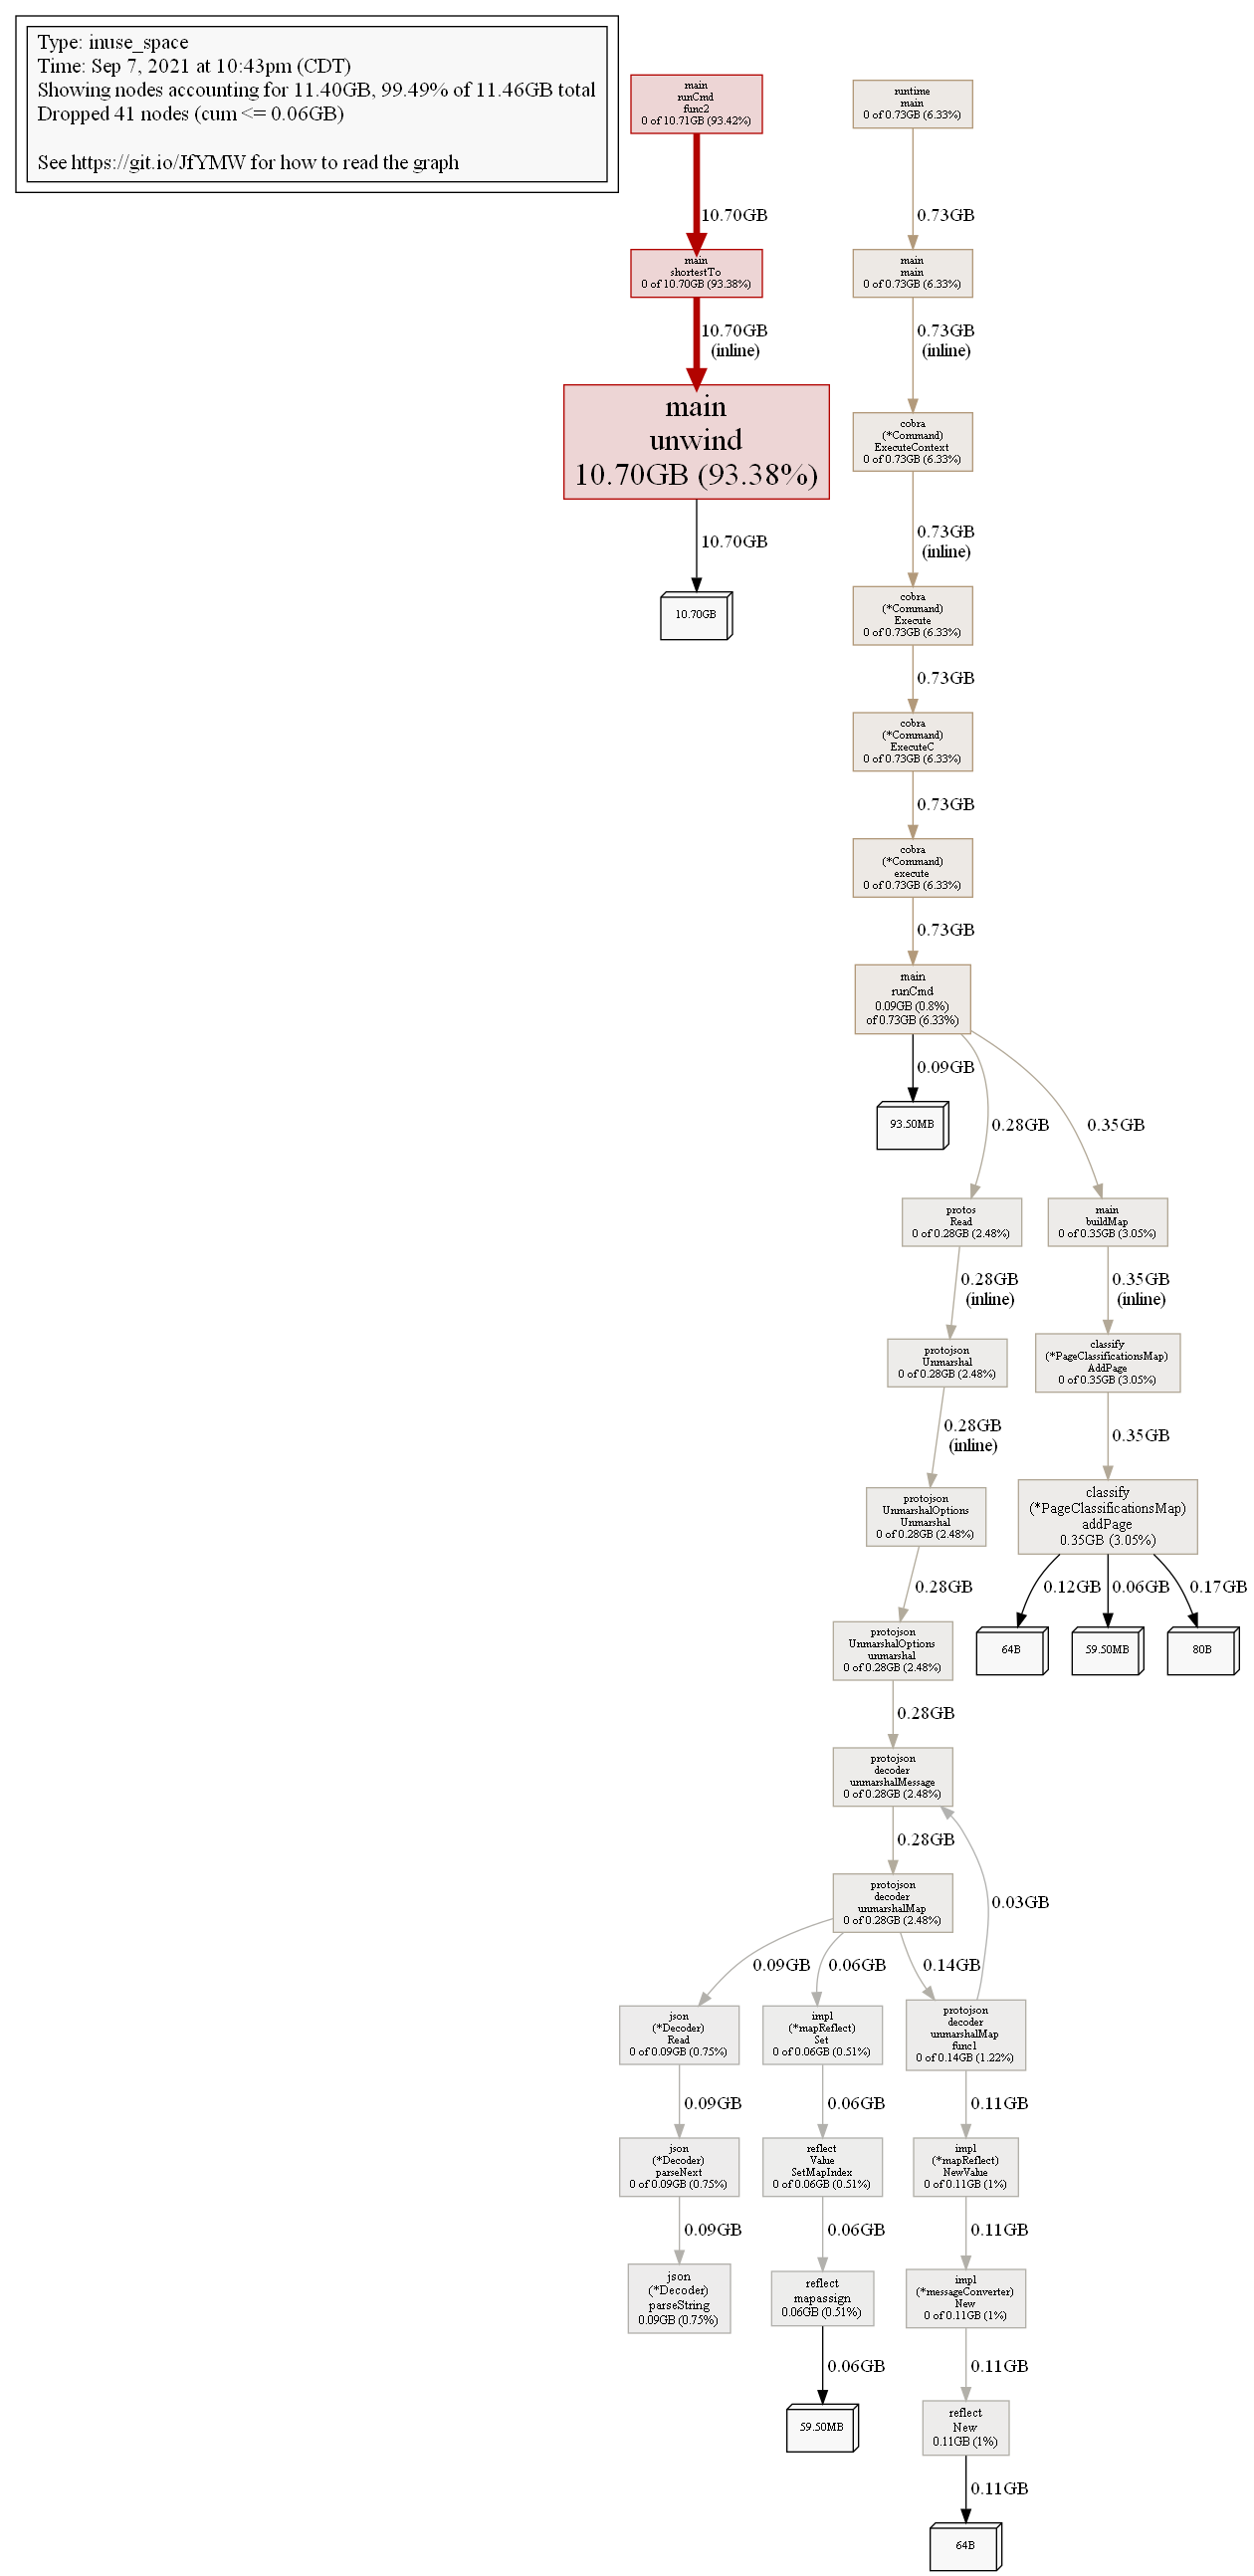 Type: inuse_space
Time: Sep 7, 2021 at 10:43pm (CDT)
Showing nodes accounting for 11.40GB, 99.49% of 11.46GB total
Dropped 41 nodes (cum <= 0.06GB)
See https://git.io/JfYMW for how to read the graph
main
runCmd
func2
0 of 10.71GB (93.42%)
10.70GB
main
shortestTo
0 of 10.70GB (93.38%)
10.70GB
(inline)
main
unwind
10.70GB (93.38%)
10.70GB
10.70GB
runtime
main
0 of 0.73GB (6.33%)
0.73GB
main
main
0 of 0.73GB (6.33%)
0.73GB
(inline)
cobra
(*Command)
ExecuteContext
0 of 0.73GB (6.33%)
0.73GB
(inline)
cobra
(*Command)
Execute
0 of 0.73GB (6.33%)
0.73GB
cobra
(*Command)
ExecuteC
0 of 0.73GB (6.33%)
0.73GB
cobra
(*Command)
execute
0 of 0.73GB (6.33%)
0.73GB
main
runCmd
0.09GB (0.8%)
of 0.73GB (6.33%)
0.09GB
93.50MB
0.28GB
0.35GB
protos
Read
0 of 0.28GB (2.48%)
0.28GB
(inline)
protojson
Unmarshal
0 of 0.28GB (2.48%)
0.28GB
(inline)
protojson
UnmarshalOptions
Unmarshal
0 of 0.28GB (2.48%)
0.28GB
protojson
UnmarshalOptions
unmarshal
0 of 0.28GB (2.48%)
0.28GB
main
buildMap
0 of 0.35GB (3.05%)
0.35GB
(inline)
classify
(*PageClassificationsMap)
AddPage
0 of 0.35GB (3.05%)
0.35GB
classify
(*PageClassificationsMap)
addPage
0.35GB (3.05%)
0.12GB
0.06GB
0.17GB
64B
59.50MB
80B
protojson
decoder
unmarshalMessage
0 of 0.28GB (2.48%)
0.28GB
protojson
decoder
unmarshalMap
0 of 0.28GB (2.48%)
0.03GB
0.09GB
0.06GB
0.14GB
json
(*Decoder)
Read
0 of 0.09GB (0.75%)
0.09GB
json
(*Decoder)
parseNext
0 of 0.09GB (0.75%)
0.09GB
json
(*Decoder)
parseString
0.09GB (0.75%)
impl
(*mapReflect)
Set
0 of 0.06GB (0.51%)
0.06GB
reflect
Value
SetMapIndex
0 of 0.06GB (0.51%)
0.06GB
reflect
mapassign
0.06GB (0.51%)
0.06GB
59.50MB
protojson
decoder
unmarshalMap
func1
0 of 0.14GB (1.22%)
0.11GB
impl
(*mapReflect)
NewValue
0 of 0.11GB (1%)
0.11GB
impl
(*messageConverter)
New
0 of 0.11GB (1%)
0.11GB
reflect
New
0.11GB (1%)
0.11GB
64B